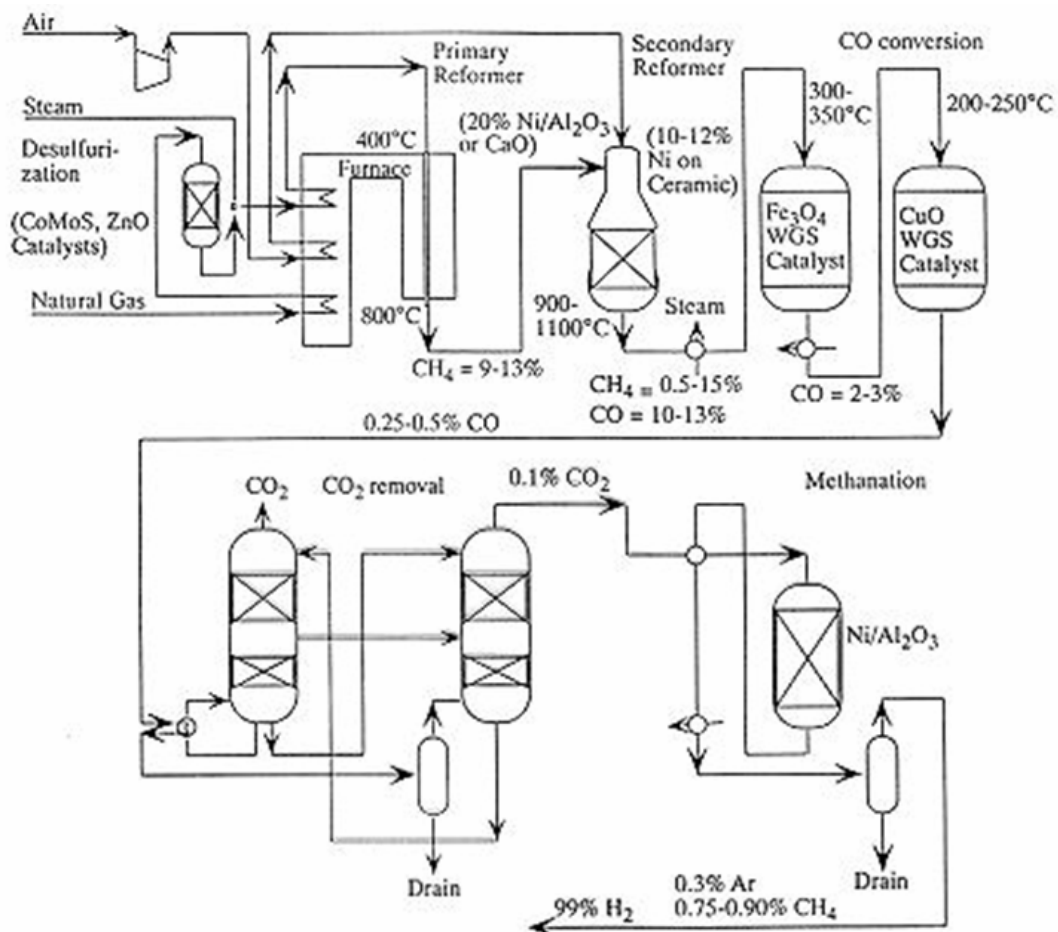 Air
Steam
Desulfuri-
zation
(CoMoS, ZnO
Catalysts)
Natural Gas
Primary
Reformer
400°C
Furnace
800°C
(20% Ni/Al₂O₃
or CaO)
CH₄ = 9-13%
Secondary
Reformer
(10-12%
Ni on
Ceramic)
900-
1100°C
Steam
CH₄ = 0.5-15%
CO = 10-13%
CO conversion
300-
350°C
Fe₃O₄
WGS
Catalyst
CO = 2-3%
200-250°C
CuO
WGS
Catalyst
0.25-0.5% CO
CO₂
CO₂ removal
0.1% CO₂
Drain
Methanation
Ni/Al₂O₃
Drain
0.3% Ar
99% H₂
0.75-0.90% CH₄